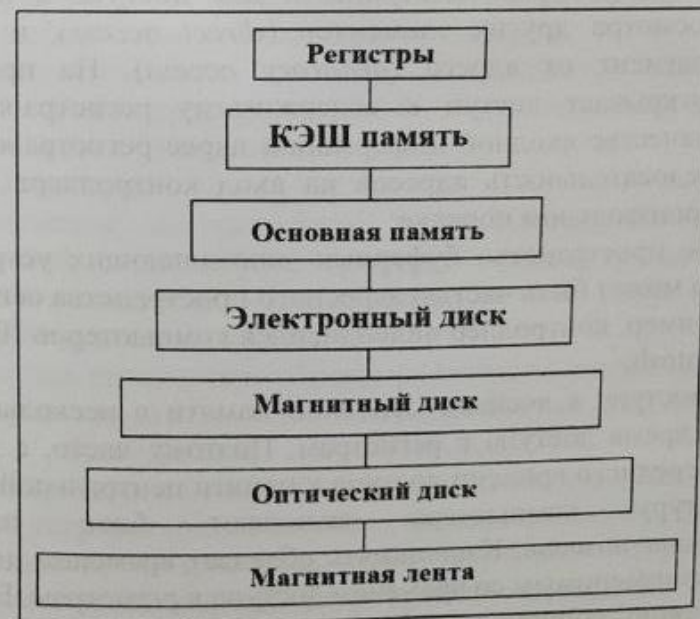 Регистры
КЭШ память
Основная память
Электронный диск
Магнитный диск
Оптический диск
Магнитная лента